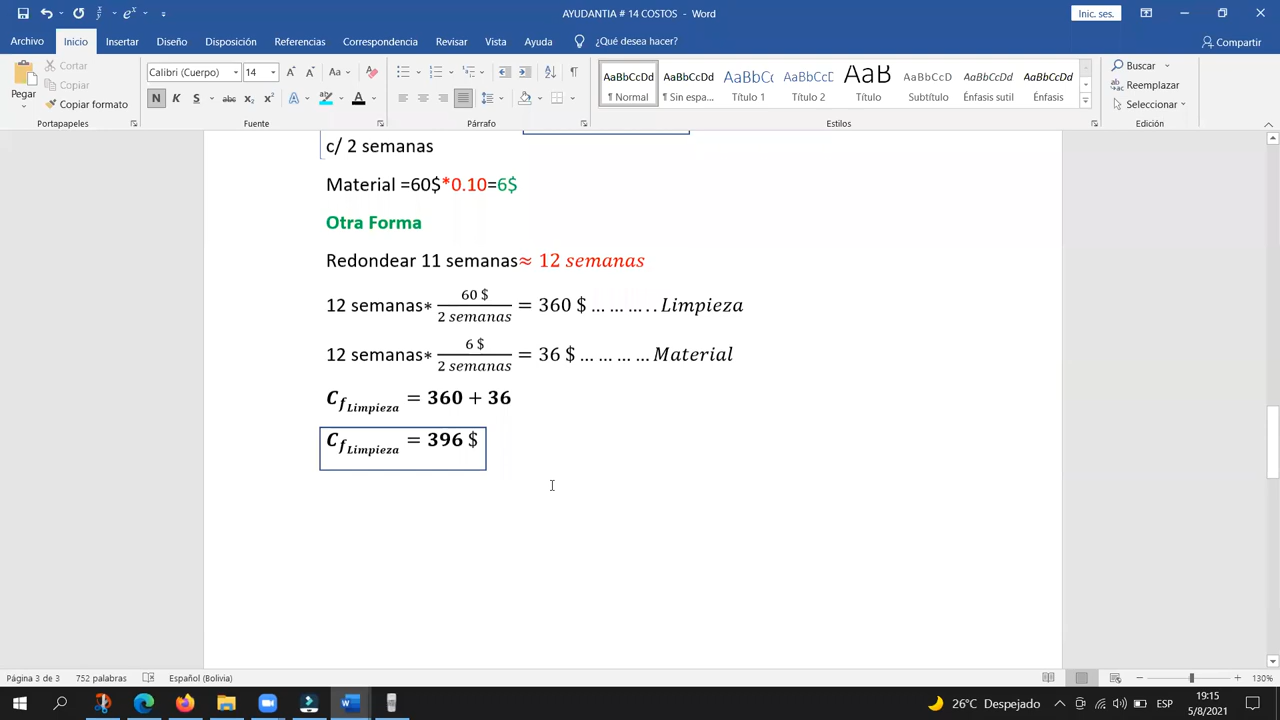 AYUDANTIA # 14 COSTOS - Word
Inic. ses.
Archivo Inicio Insertar Diseño Disposición Referencias Correspondencia Revisar Vista Ayuda ¿Qué desea hacer? Compartir
Pegar
Cortar
Copiar
Copiar formato
Calibri (Cuerpo) 14
N K S abc x₂ x²
AaBbCcDd AaBbCcDd AaBbCc AaBbCcD AaB AaBbCcD AaBbCcDd AaBbCcDd
¶ Normal ¶ Sin espa... Título 1 Título 2 Título Subtítulo Énfasis sutil Énfasis
Buscar
Reemplazar
Seleccionar
Portapapeles Fuente Párrafo Estilos Edición
c/ 2 semanas
Material =60$*0.10=6$
Otra Forma
Redondear 11 semanas≈ 12 semanas
12 semanas* 60 $ / 2 semanas = 360 $ … … … . . Limpieza
12 semanas* 6 $ / 2 semanas = 36 $ … … … … Material
C f Limpieza = 360 + 36
C f Limpieza = 396 $
Página 3 de 3 752 palabras Español (Bolivia) 130%
26°C Despejado ESP 19:15
5/8/2021